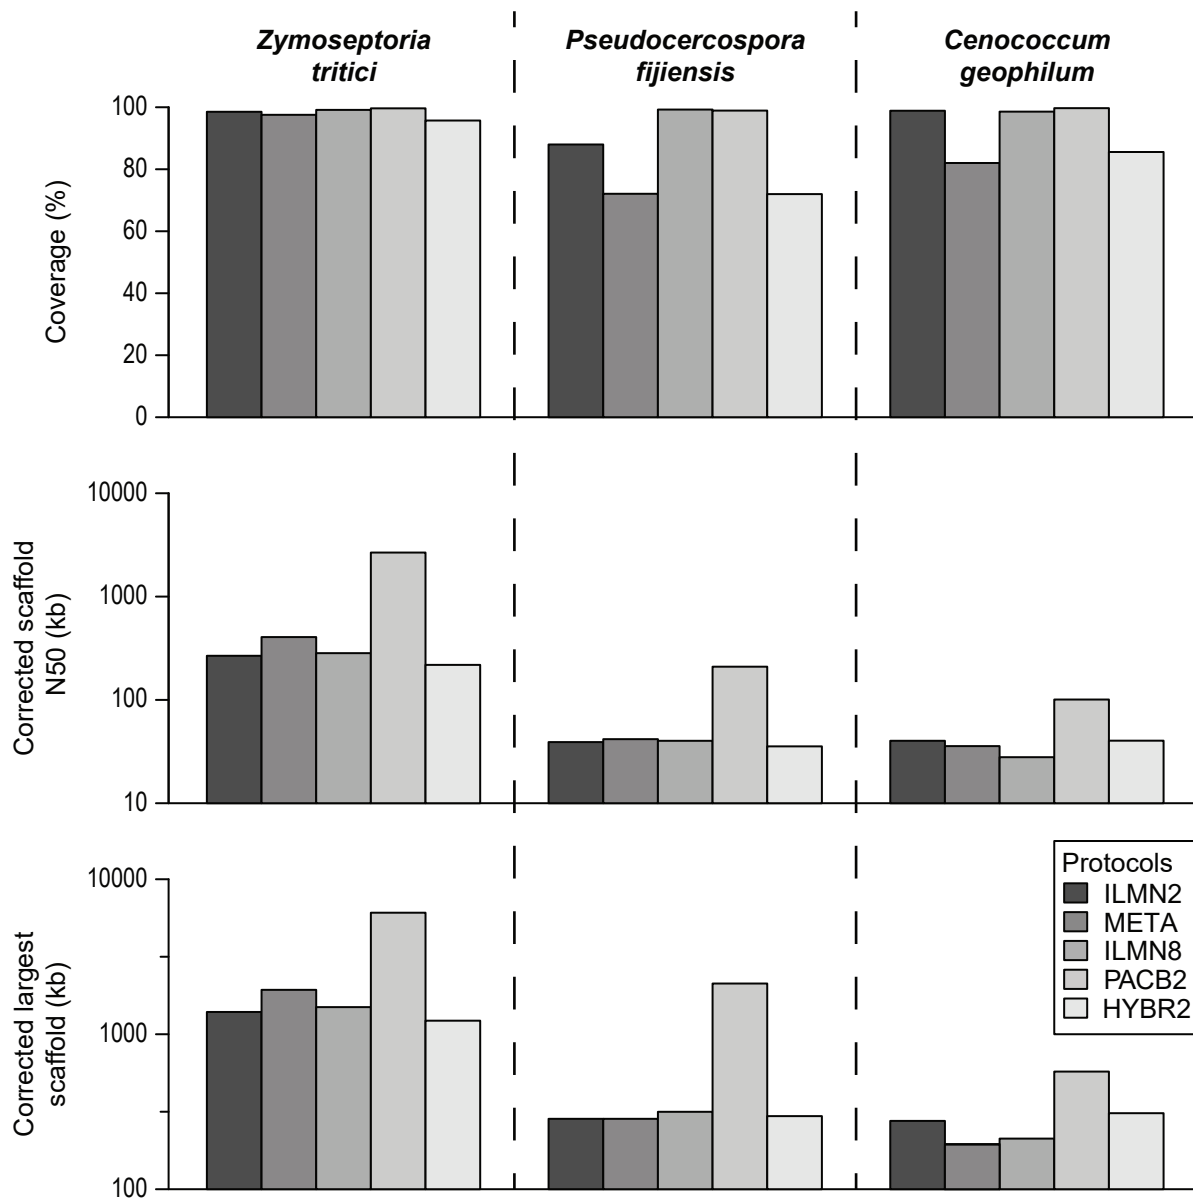 Zymoseptoria
tritici
Pseudocercospora
fijiensis
Cenococcum
geophilum
Coverage (%)
100
80
60
40
20
0
Corrected scaffold
N50 (kb)
10000
1000
100
10
Corrected largest
scaffold (kb)
10000
1000
100
Protocols
ILMN2
META
ILMN8
PACB2
HYBR2